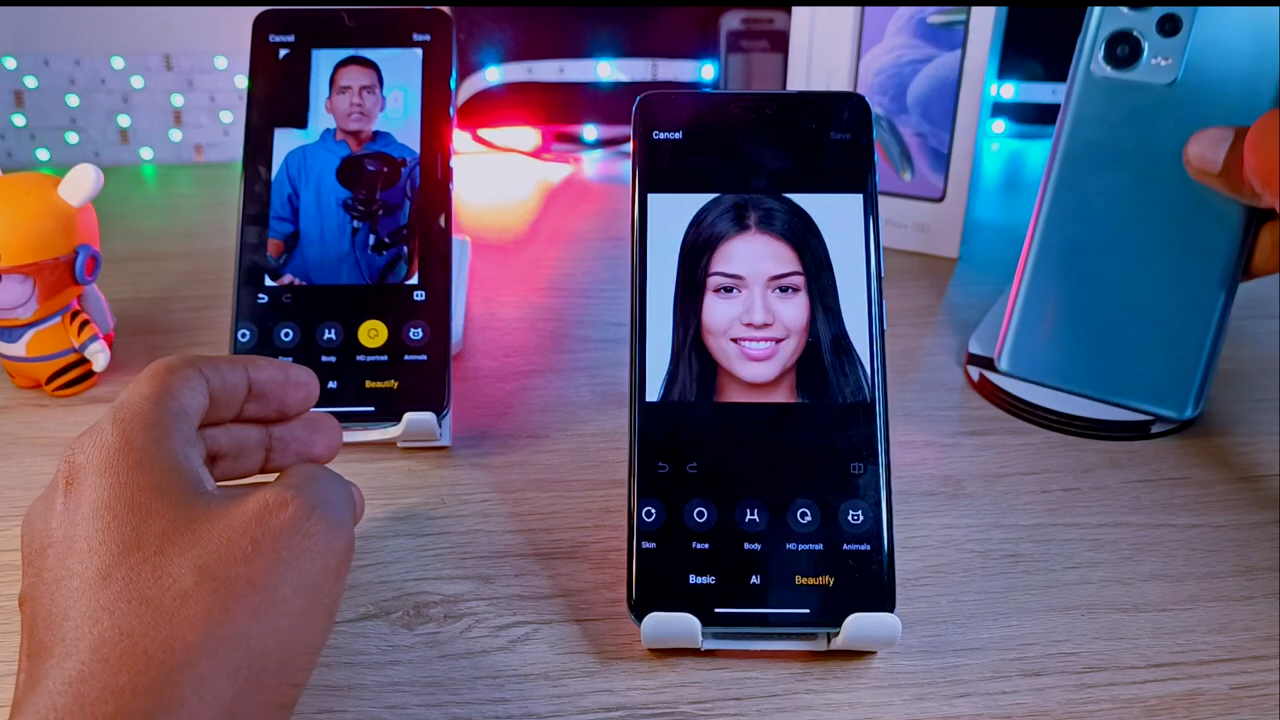 Cancel
Save
Face
Body
HD portrait
Animals
AI
Beautify
Cancel
Save
Skin
Face
Body
HD portrait
Animals
Basic
AI
Beautify